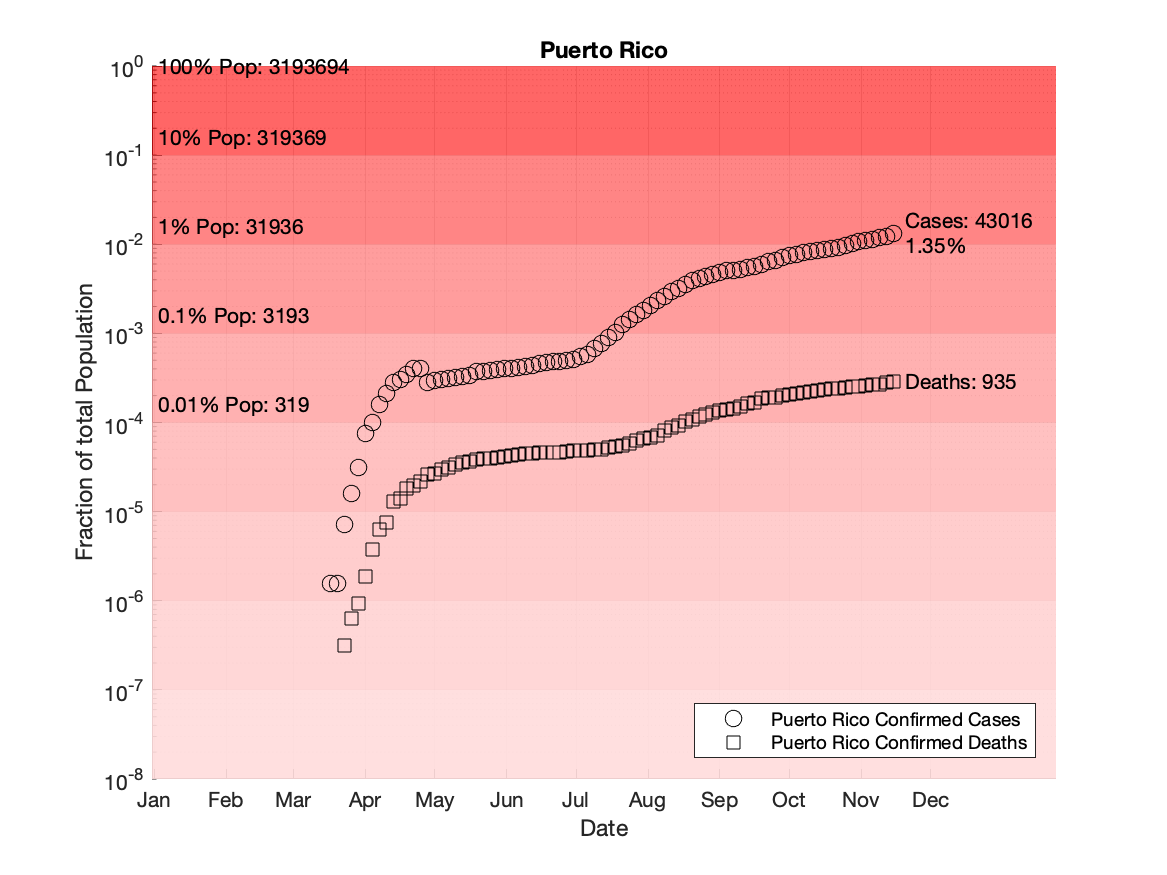 Puerto Rico
10^0
100% Pop: 3193694
10% Pop: 319369
10^-1
1% Pop: 31936
Cases: 43016
10^-2
1.35%
0.1% Pop: 3193
10^-3
Deaths: 935
0.01% Pop: 319
10^-4
Fraction of total Population
10^-5
10^-6
10^-7
Puerto Rico Confirmed Cases
Puerto Rico Confirmed Deaths
10^-8
Jan Feb Mar Apr May Jun Jul Aug Sep Oct Nov Dec
Date